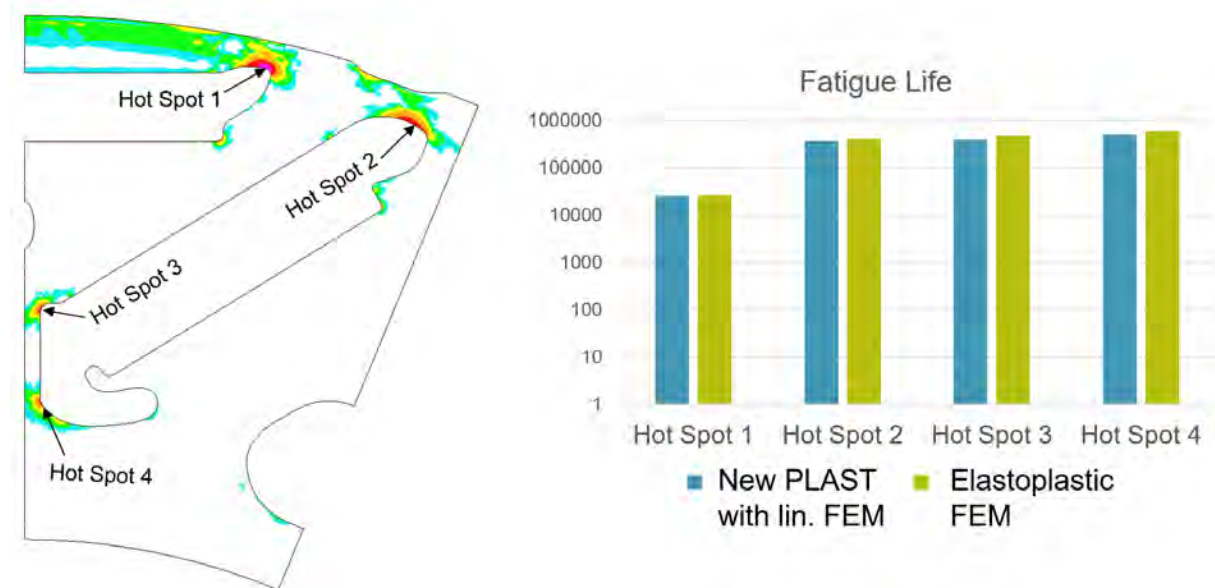 Hot Spot 1
Hot Spot 2
Hot Spot 3
Hot Spot 4
Fatigue Life
1000000
100000
10000
1000
100
10
1
Hot Spot 1 Hot Spot 2 Hot Spot 3 Hot Spot 4
New PLAST
with lin. FEM
Elastoplastic
FEM